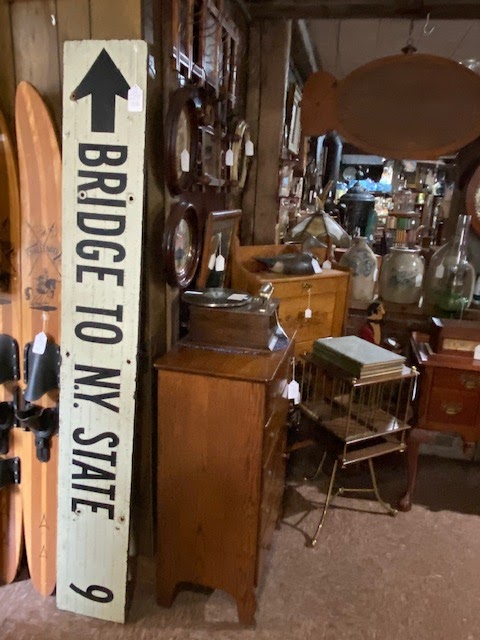 BRIDGE TO N.Y. STATE 9